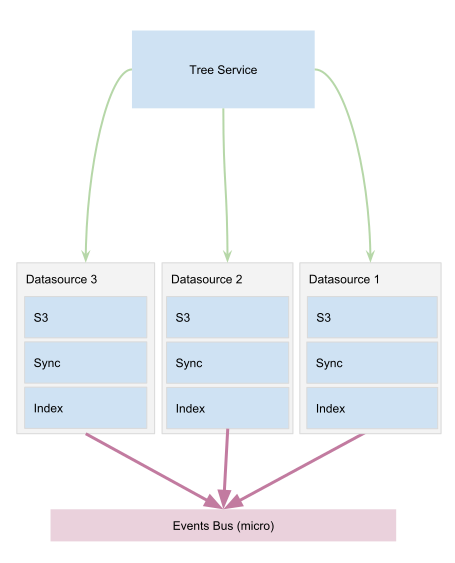 Tree Service
Datasource 3
S3
Sync
Index
Datasource 2
S3
Sync
Index
Datasource 1
S3
Sync
Index
Events Bus (micro)